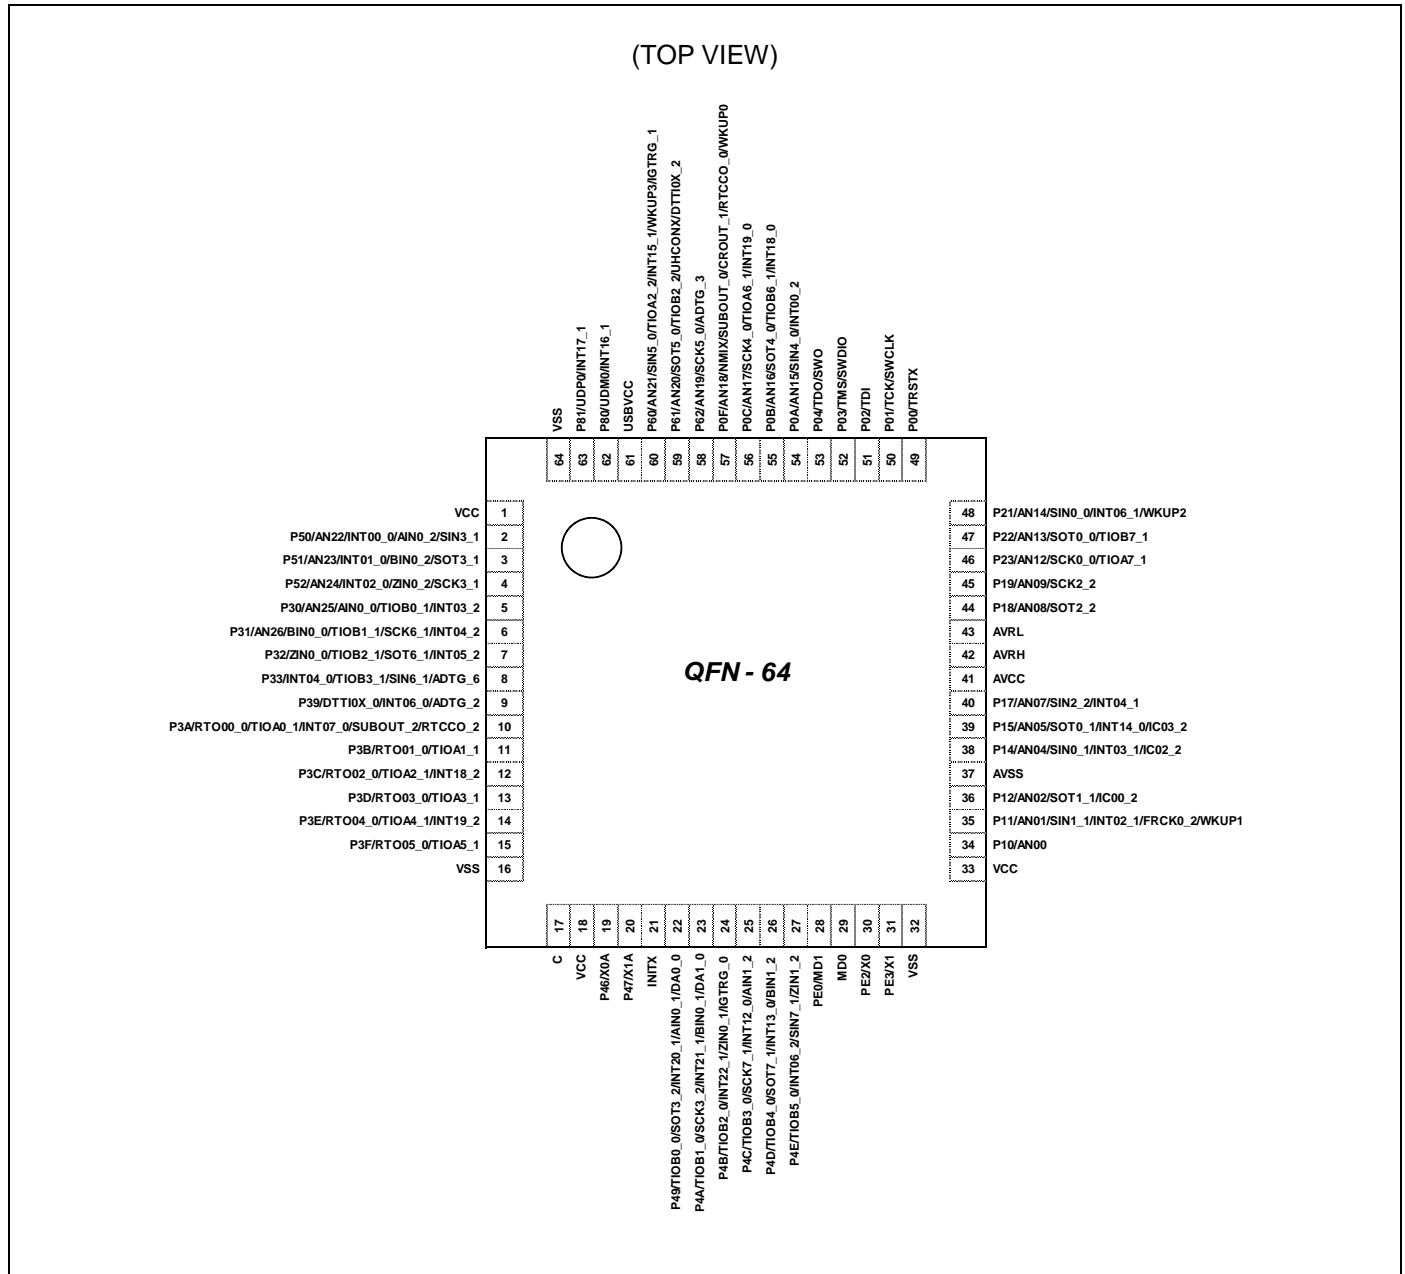 (TOP VIEW)
VSS
P81/UDP0/INT17_1
P80/UDM0/INT16_1
USBVCC
P60/AN21/SIN5_0/TIOA2_2/INT15_1/WKUP3/IGTRG_1
P61/AN20/SOT5_0/TIOB2_2/UHCONX/DTTI0X_2
P62/AN19/SCK5_0/ADTG_3
P0F/AN18/NMIX/SUBOUT_0/CROUT_1/RTCCO_0/WKUP0
P0C/AN17/SCK4_0/TIOA6_1/INT19_0
P0B/AN16/SOT4_0/TIOB6_1/INT18_0
P0A/AN15/SIN4_0/INT00_2
P04/TDO/SWO
P03/TMS/SWDIO
P02/TDI
P01/TCK/SWCLK
P00/TRSTX
64 63 62 61 60 59 58 57 56 55 54 53 52 51 50 49
VCC 1
P50/AN22/INT00_0/AIN0_2/SIN3_1 2
P51/AN23/INT01_0/BIN0_2/SOT3_1 3
P52/AN24/INT02_0/ZIN0_2/SCK3_1 4
P30/AN25/AIN0_0/TIOB0_1/INT03_2 5
P31/AN26/BIN0_0/TIOB1_1/SCK6_1/INT04_2 6
P32/ZIN0_0/TIOB2_1/SOT6_1/INT05_2 7
P33/INT04_0/TIOB3_1/SIN6_1/ADTG_6 8
P39/DTTI0X_0/INT06_0/ADTG_2 9
P3A/RTO00_0/TIOA0_1/INT07_0/SUBOUT_2/RTCCO_2 10
P3B/RTO01_0/TIOA1_1 11
P3C/RTO02_0/TIOA2_1/INT18_2 12
P3D/RTO03_0/TIOA3_1 13
P3E/RTO04_0/TIOA4_1/INT19_2 14
P3F/RTO05_0/TIOA5_1 15
VSS 16
QFN - 64
48 P21/AN14/SIN0_0/INT06_1/WKUP2
47 P22/AN13/SOT0_0/TIOB7_1
46 P23/AN12/SCK0_0/TIOA7_1
45 P19/AN09/SCK2_2
44 P18/AN08/SOT2_2
43 AVRL
42 AVRH
41 AVCC
40 P17/AN07/SIN2_2/INT04_1
39 P15/AN05/SOT0_1/INT14_0/IC03_2
38 P14/AN04/SIN0_1/INT03_1/IC02_2
37 AVSS
36 P12/AN02/SOT1_1/IC00_2
35 P11/AN01/SIN1_1/INT02_1/FRCK0_2/WKUP1
34 P10/AN00
33 VCC
17 18 19 20 21 22 23 24 25 26 27 28 29 30 31 32
C
VCC
P46/X0A
P47/X1A
INITX
P49/TIOB0_0/SOT3_2/INT20_1/AIN0_1/DA0_0
P4A/TIOB1_0/SCK3_2/INT21_1/BIN0_1/DA1_0
P4B/TIOB2_0/INT22_1/ZIN0_1/IGTRG_0
P4C/TIOB3_0/SCK7_1/INT12_0/AIN1_2
P4D/TIOB4_0/SOT7_1/INT13_0/BIN1_2
P4E/TIOB5_0/INT06_2/SIN7_1/ZIN1_2
PE0/MD1
MD0
PE2/X0
PE3/X1
VSS